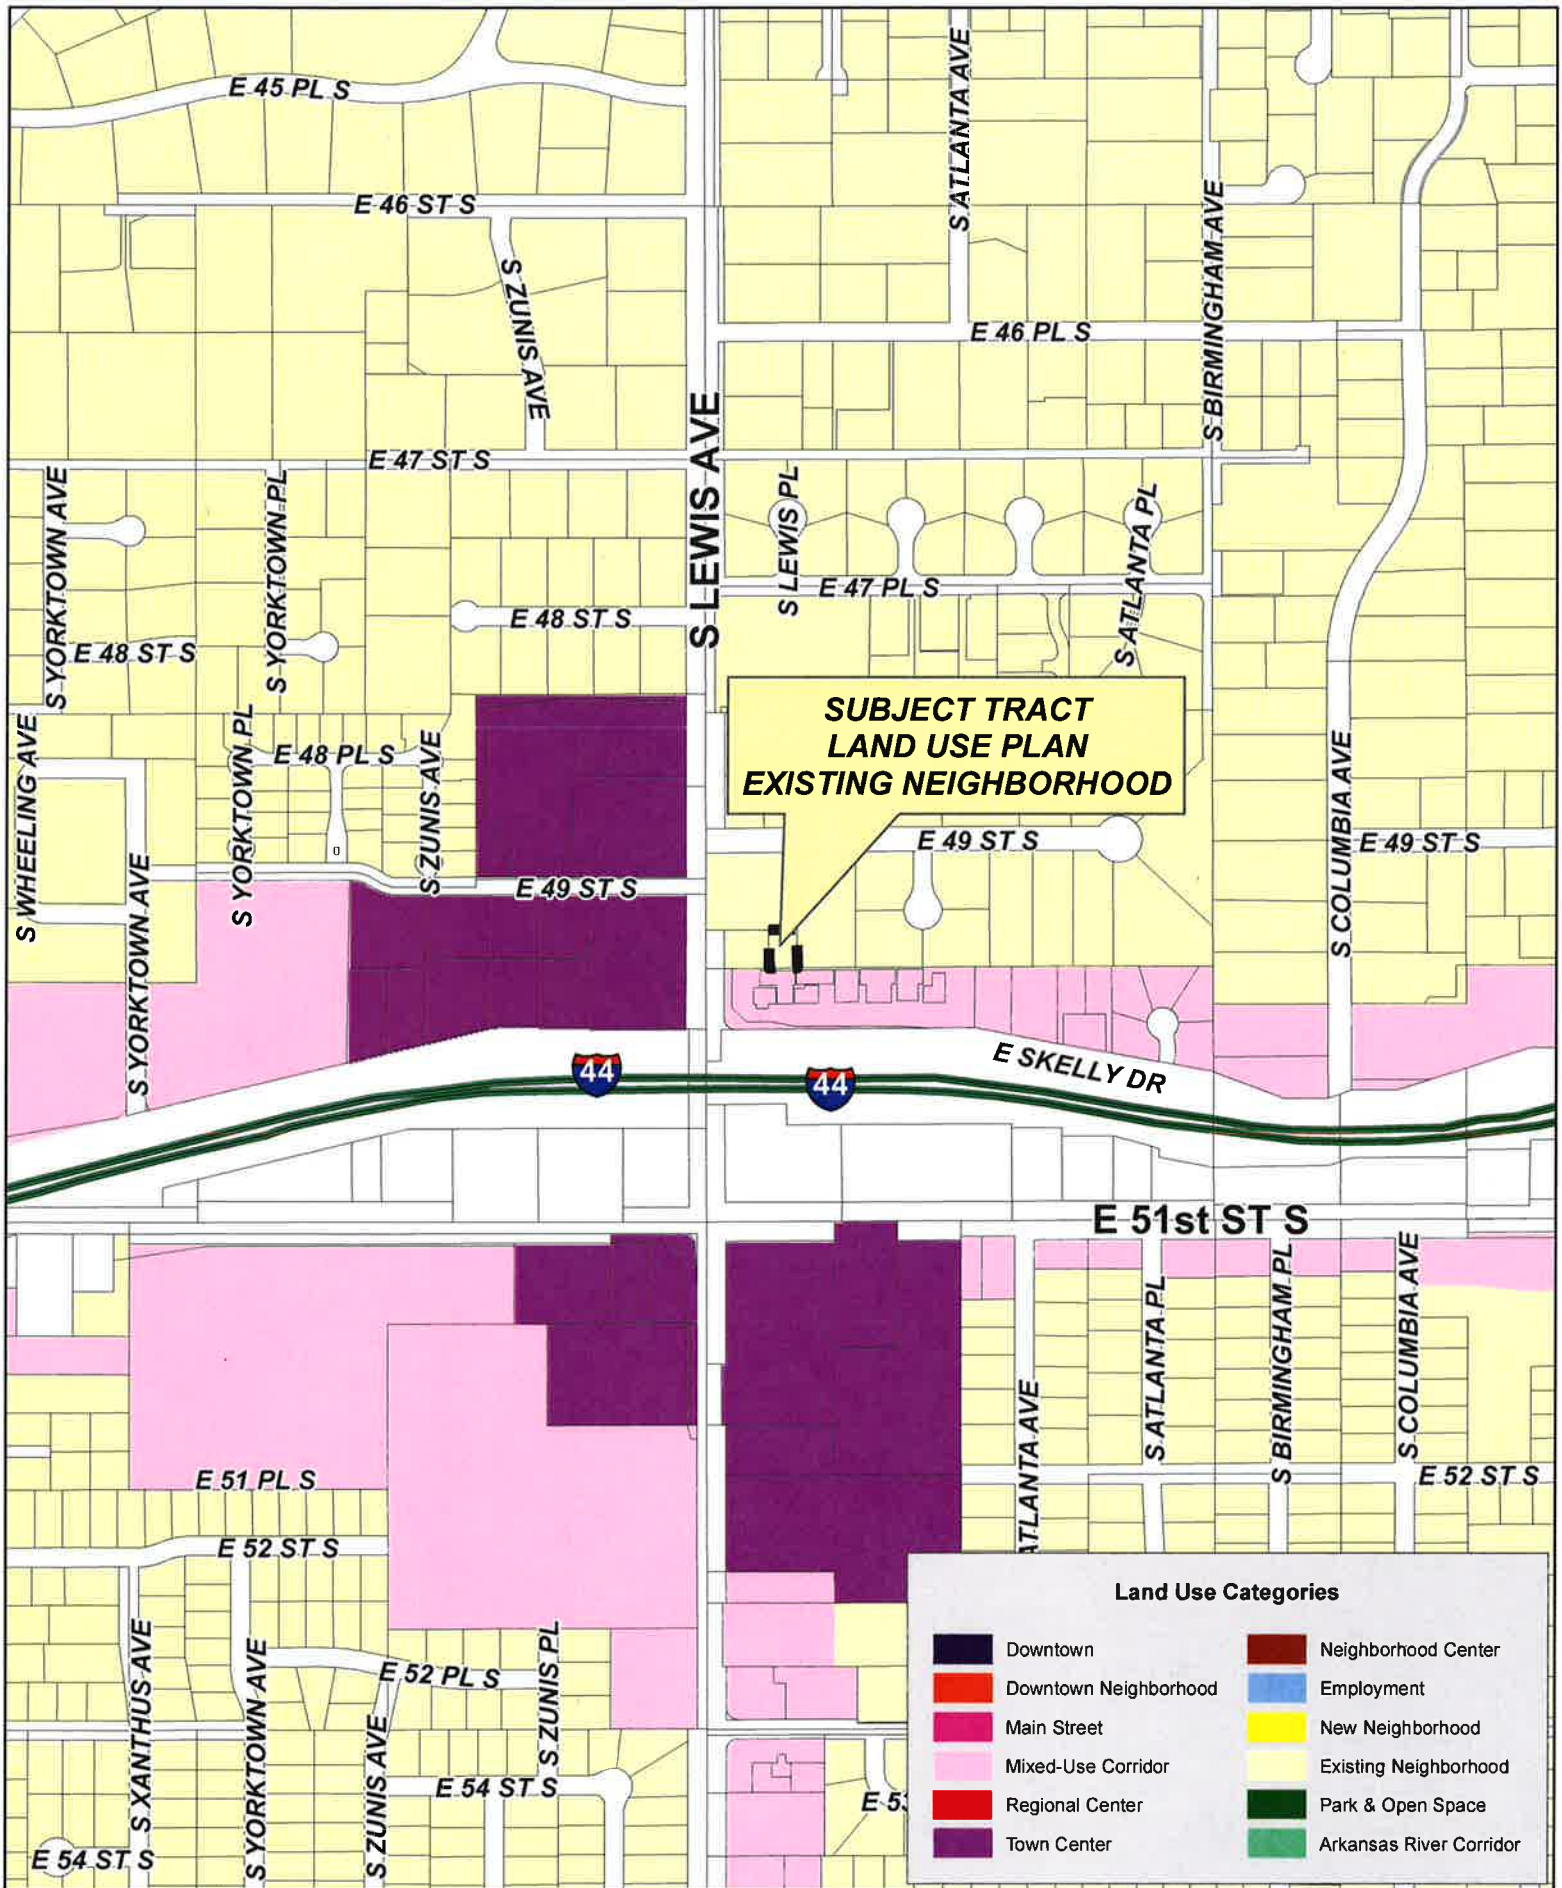 E 45 PL S
S ATLANTA AVE
E 46 ST S
S BIRMINGHAM AVE
S ZUNIS AVE
E 46 PL S
S LEWIS AVE
E 47 ST S
S YORKTOWN AVE
S YORKTOWN PL
S LEWIS PL
S ATLANTA PL
E 47 PL S
E 48 ST S
E 48 ST S
SUBJECT TRACT
LAND USE PLAN
EXISTING NEIGHBORHOOD
S WHEELING AVE
S YORKTOWN PL
E 48 PL S
S ZUNIS AVE
S COLUMBIA AVE
E 49 ST S
E 49 ST S
0
S YORKTOWN AVE
E 49 ST S
E SKELLY DR
44
44
E 51st ST S
S COLUMBIA AVE
S BIRMINGHAM PL
S ATLANTA PL
ATLANTA AVE
E 51 PL S
E 52 ST S
E 52 ST S
S XANTHUS AVE
S YORKTOWN AVE
E 52 PL S
S ZUNIS PL
S ZUNIS AVE
E 54 ST S
E 53
E 54 ST S
Land Use Categories
Downtown
Downtown Neighborhood
Main Street
Mixed-Use Corridor
Regional Center
Town Center
Neighborhood Center
Employment
New Neighborhood
Existing Neighborhood
Park & Open Space
Arkansas River Corridor